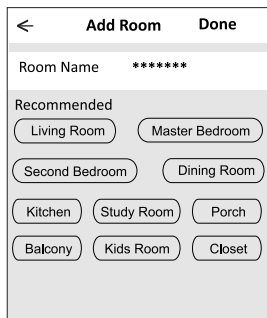 ← Add Room Done
Room Name *******
Recommended
Living Room Master Bedroom
Second Bedroom Dining Room
Kitchen Study Room Porch
Balcony Kids Room Closet